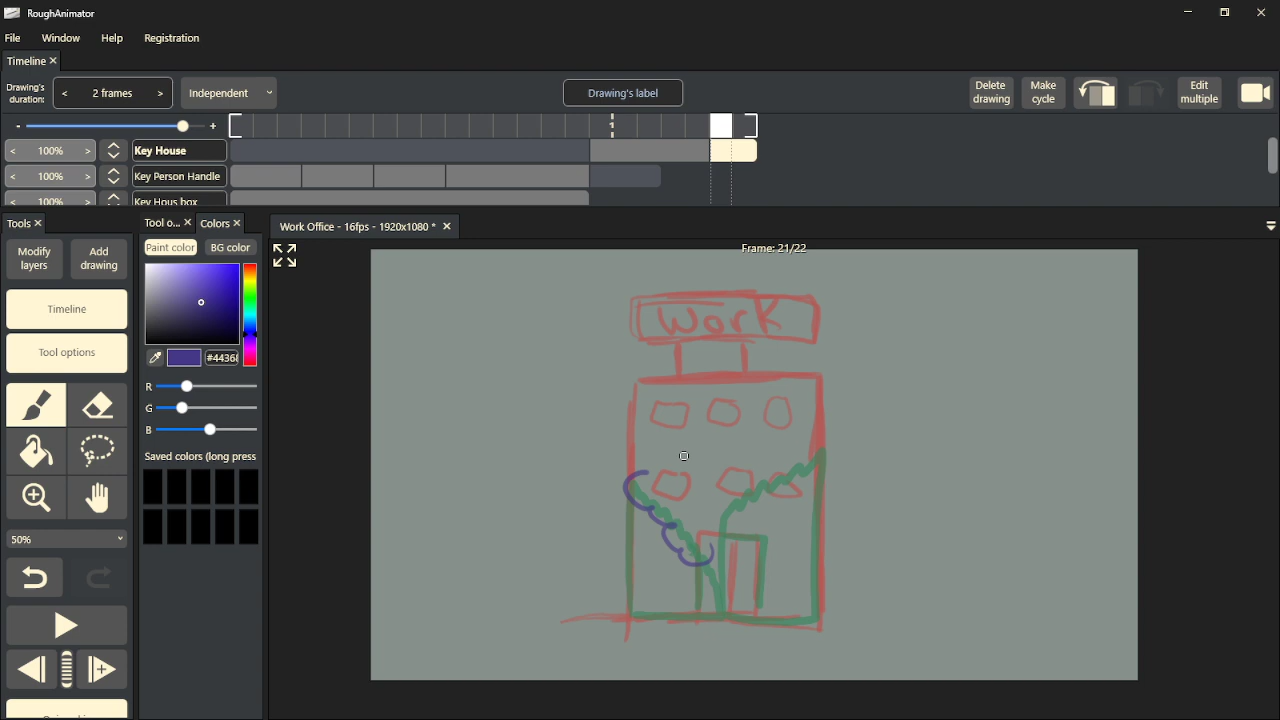 RoughAnimator
File Window Help Registration
Timeline
Drawing's duration: < 2 frames > Independent Drawing's label Delete drawing Make cycle Edit multiple
- + 1
< 100% > Key House
< 100% > Key Person Handle
< 100% > Key Hous box
Tools Tool o... Colors Work Office - 16fps - 1920x1080 *
Modify layers Add drawing Paint color BG color Frame: 21/22
Timeline
Tool options #4436
R
G
B
Saved colors (long press
50%
Work